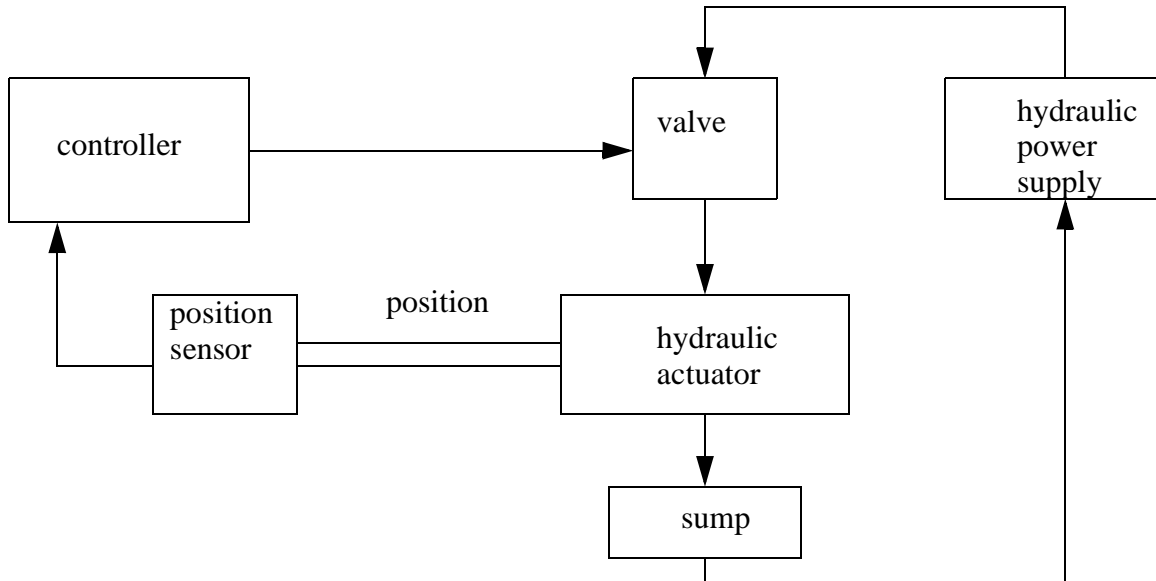 controller
valve
hydraulic
power
supply
position
sensor
position
hydraulic
actuator
sump